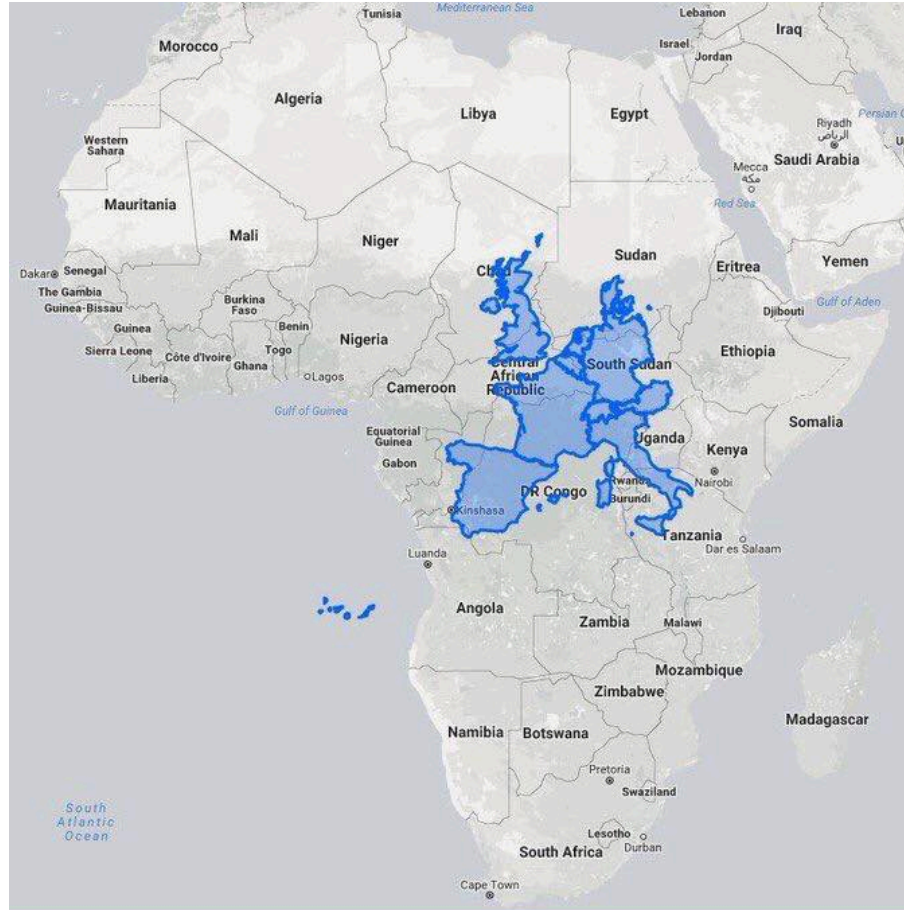 Mediterranean Sea
Tunisia
Lebanon
Iraq
Morocco
Israel
Jordan
Algeria
Libya
Egypt
Persian G
Riyadh
الرياض
Western
Sahara
Saudi Arabia
Mecca
مكة
Mauritania
Red Sea
Mali
Niger
Sudan
Yemen
Eritrea
Dakar
Senegal
Chad
The Gambia
Gulf of Aden
Guinea-Bissau
Burkina
Faso
Djibouti
Guinea
Benin
Nigeria
Sierra Leone
Côte d'Ivoire
Togo
Ghana
Ethiopia
Central
African
Republic
South Sudan
Liberia
Lagos
Cameroon
Gulf of Guinea
Somalia
Equatorial
Guinea
Uganda
Kenya
Gabon
Nairobi
Rwanda
DR Congo
Burundi
Kinshasa
Tanzania
Dar es Salaam
Luanda
Angola
Zambia
Malawi
Mozambique
Zimbabwe
Madagascar
Namibia
Botswana
Pretoria
Swaziland
South
Atlantic
Ocean
Lesotho
Durban
South Africa
Cape Town